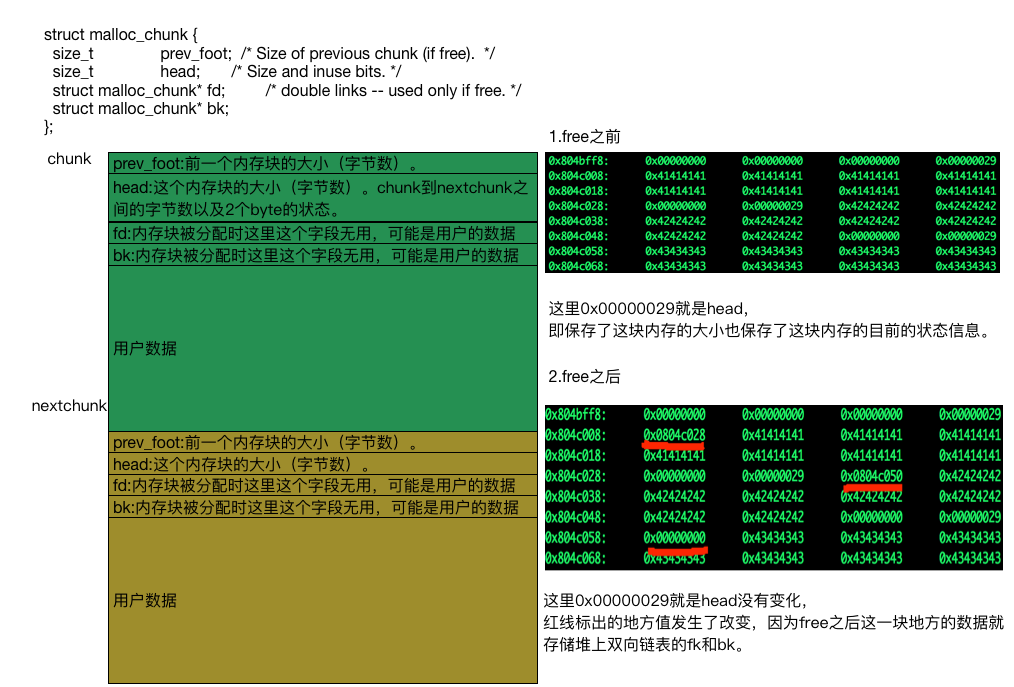 struct malloc_chunk {
size_t prev_foot; /* Size of previous chunk (if free). */
size_t head; /* Size and inuse bits. */
struct malloc_chunk* fd; /* double links -- used only if free. */
struct malloc_chunk* bk;
};
chunk
prev_foot:前一个内存块的大小（字节数）。
head:这个内存块的大小（字节数）。chunk到nextchunk之
间的字节数以及2个byte的状态。
fd:内存块被分配时这里这个字段无用，可能是用户的数据
bk:内存块被分配时这里这个字段无用，可能是用户的数据
用户数据
nextchunk
prev_foot:前一个内存块的大小（字节数）。
head:这个内存块的大小（字节数）。
fd:内存块被分配时这里这个字段无用，可能是用户的数据
bk:内存块被分配时这里这个字段无用，可能是用户的数据
用户数据
1.free之前
0x804bff8: 0x00000000 0x00000000 0x00000000 0x00000029
0x804c008: 0x41414141 0x41414141 0x41414141 0x41414141
0x804c018: 0x41414141 0x41414141 0x41414141 0x41414141
0x804c028: 0x00000000 0x00000029 0x42424242 0x42424242
0x804c038: 0x42424242 0x42424242 0x42424242 0x42424242
0x804c048: 0x42424242 0x42424242 0x00000000 0x00000029
0x804c058: 0x43434343 0x43434343 0x43434343 0x43434343
0x804c068: 0x43434343 0x43434343 0x43434343 0x43434343
这里0x00000029就是head，
即保存了这块内存的大小也保存了这块内存的目前的状态信息。
2.free之后
0x804bff8: 0x00000000 0x00000000 0x00000000 0x00000029
0x804c008: 0x0804c028 0x41414141 0x41414141 0x41414141
0x804c018: 0x41414141 0x41414141 0x41414141 0x41414141
0x804c028: 0x00000000 0x00000029 0x0804c050 0x42424242
0x804c038: 0x42424242 0x42424242 0x42424242 0x42424242
0x804c048: 0x42424242 0x42424242 0x00000000 0x00000029
0x804c058: 0x00000000 0x43434343 0x43434343 0x43434343
0x804c068: 0x43434343 0x43434343 0x43434343 0x43434343
这里0x00000029就是head没有变化，
红线标出的地方值发生了改变，因为free之后这一块地方的数据就
存储堆上双向链表的fk和bk。